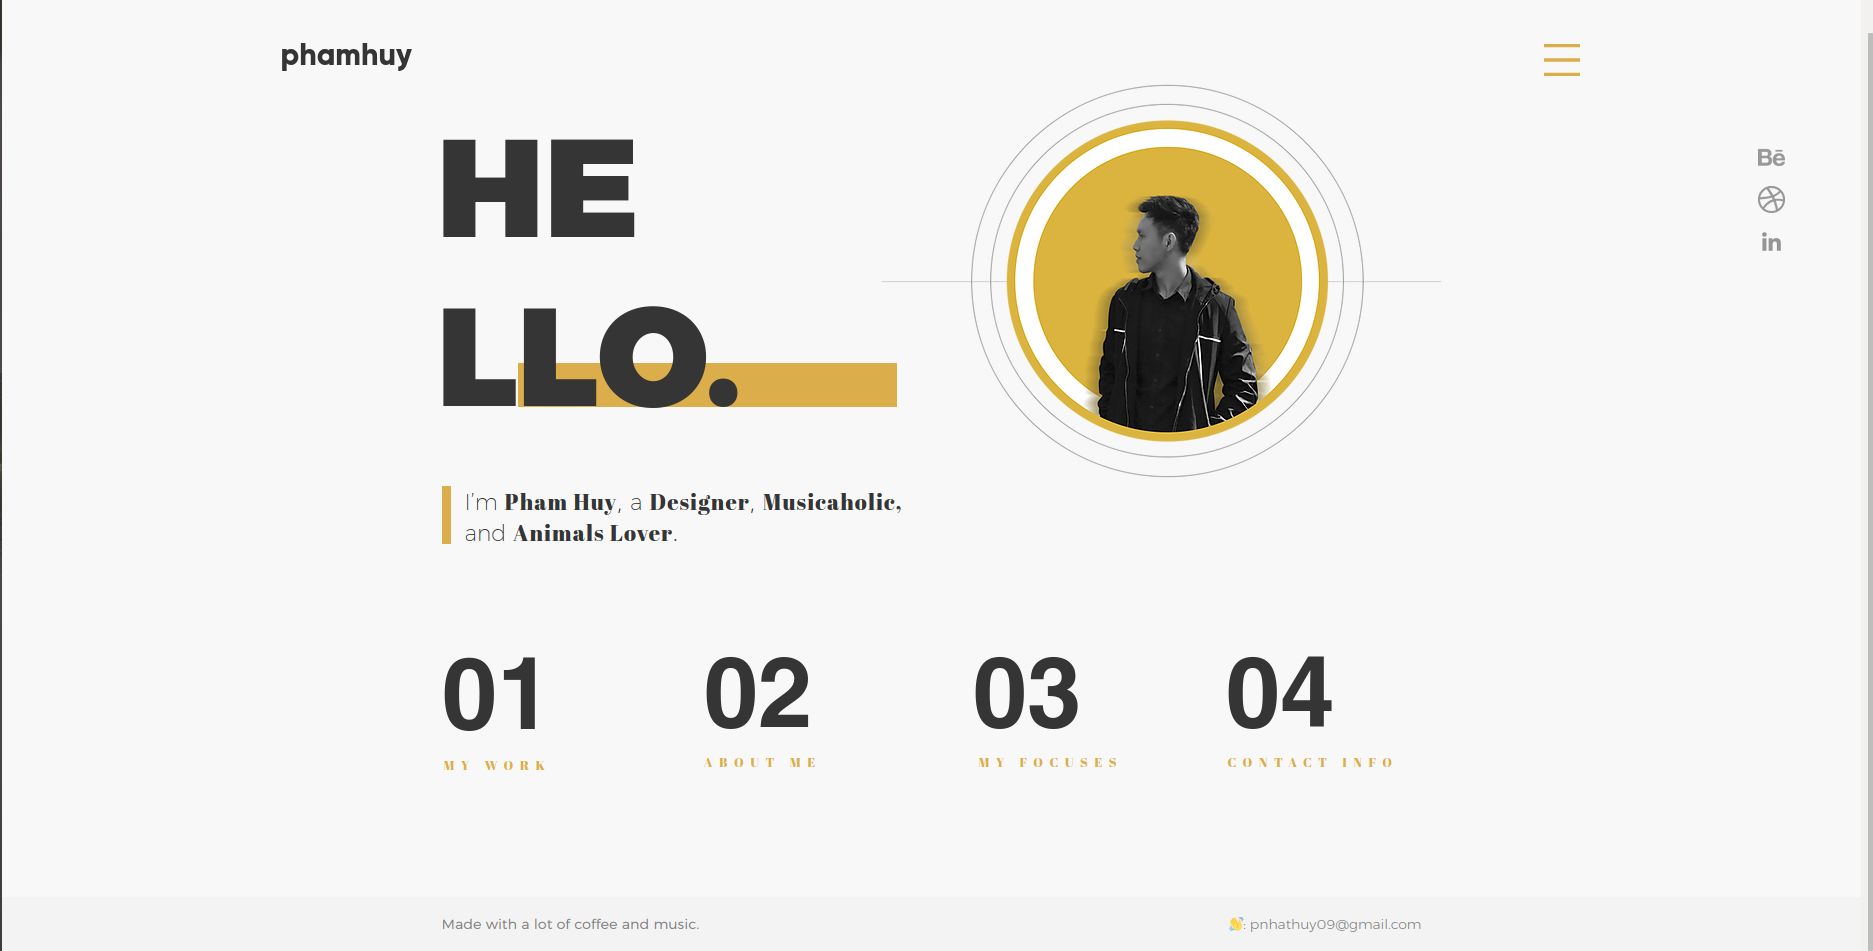 phamhuy
HE
LLO.
Bē
in
I'm Pham Huy, a Designer, Musicaholic,
and Animals Lover.
01
MY WORK
02
ABOUT ME
03
MY FOCUSES
04
CONTACT INFO
Made with a lot of coffee and music.
👋: pnhathuy09@gmail.com